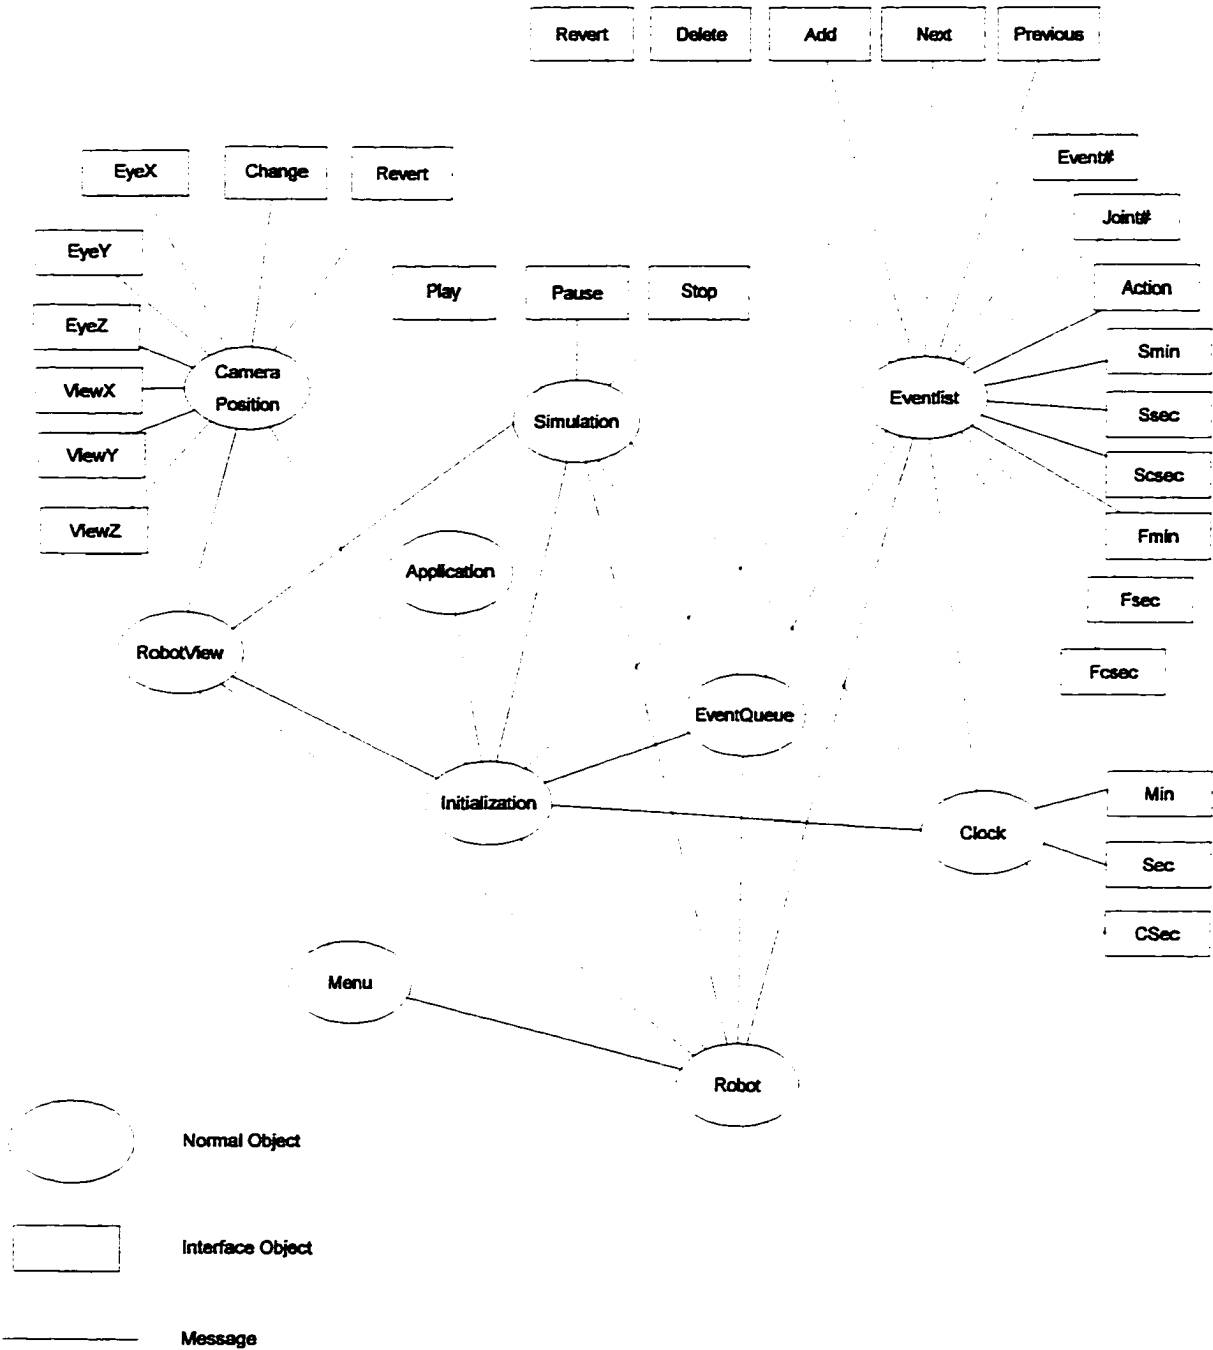 Revert
Delete
Add
Next
Previous
Event#
EyeX
Change
Revert
Joint#
EyeY
Play
Pause
Stop
Action
EyeZ
Smin
Camera
Position
ViewX
Simulation
Eventlist
Ssec
ViewY
Scsec
ViewZ
Fmin
Application
Fsec
RobotView
Fcsec
EventQueue
Initialization
Min
Clock
Sec
CSec
Menu
Robot
Normal Object
Interface Object
Message